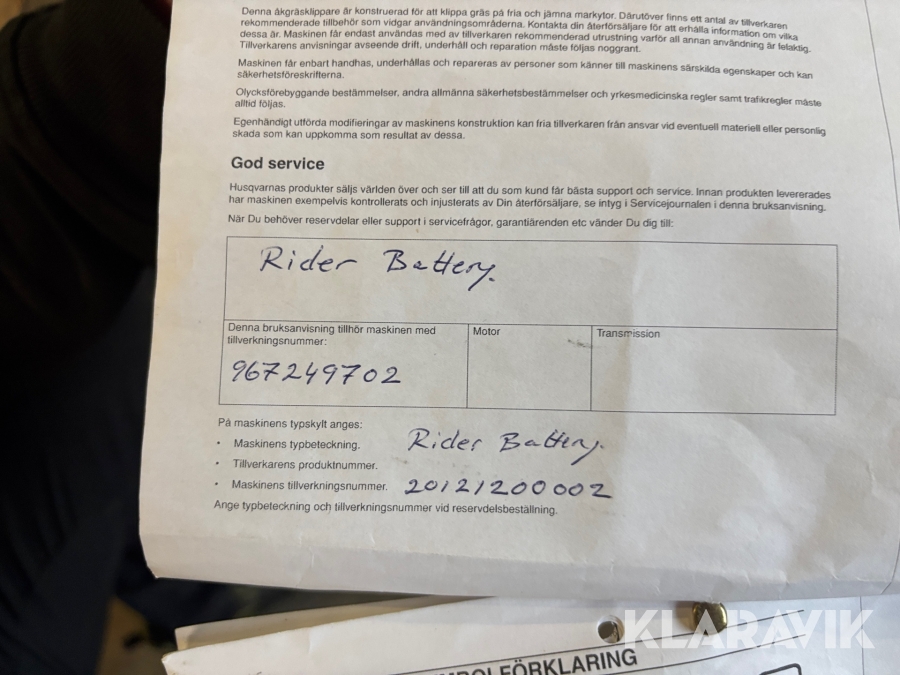 Denna åkgräsklippare är konstruerad för att klippa gräs på fria och jämna markytor. Därutöver finns ett antal av tillverkaren
rekommenderade tillbehör som vidgar användningsområderna. Kontakta din återförsäljare för att erhålla information om vilka
dessa är. Maskinen får endast användas med av tillverkaren rekommenderad utrustning varför all annan användning är felaktig.
Tillverkarens anvisningar avseende drift, underhåll och reparation måste följas noggrant.
Maskinen får enbart handhas, underhållas och repareras av personer som känner till maskinens särskilda egenskaper och kan
säkerhetsföreskrifterna.
Olycksförebyggande bestämmelser, andra allmänna säkerhetsbestämmelser och yrkesmedicinska regler samt trafikregler måste
alltid följas.
Egenhändigt utförda modifieringar av maskinens konstruktion kan fria tillverkaren från ansvar vid eventuell materiell eller personlig
skada som kan uppkomma som resultat av dessa.
God service
Husqvarnas produkter säljs världen över och ser till att du som kund får bästa support och service. Innan produkten levererades
har maskinen exempelvis kontrollerats och injusterats av Din återförsäljare, se intyg i Servicejournalen i denna bruksanvisning.
När Du behöver reservdelar eller support i servicefrågor, garantiärenden etc vänder Du dig till:
Rider Battery.
Denna bruksanvisning tillhör maskinen med
tillverkningsnummer:
Motor
Transmission
967249702
På maskinens typskylt anges:
• Maskinens typbeteckning. Rider Battery.
• Tillverkarens produktnummer.
• Maskinens tillverkningsnummer. 20121200002
Ange typbeteckning och tillverkningsnummer vid reservdelsbeställning.
KLARAVIK
BOLFÖRKLARING